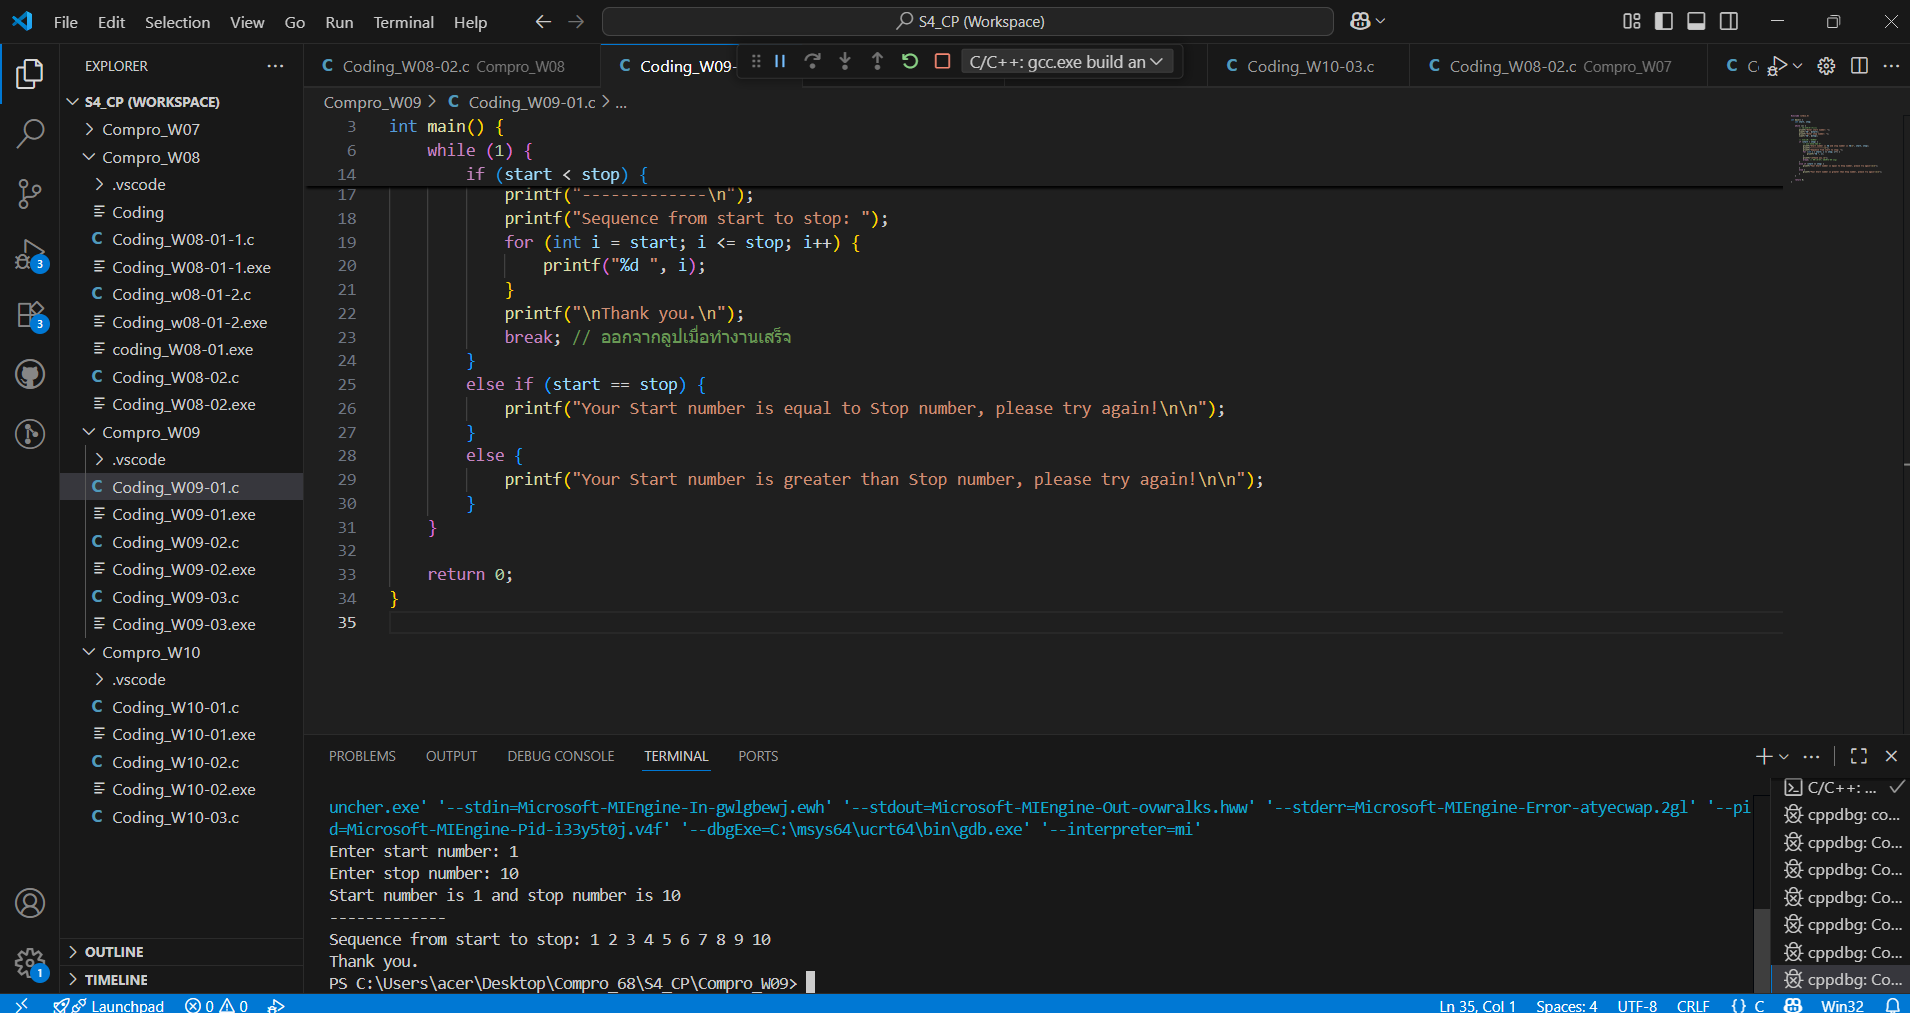 File Edit Selection View Go Run Terminal Help
S4_CP (Workspace)
EXPLORER
S4_CP (WORKSPACE)
Compro_W07
Compro_W08
.vscode
Coding
Coding_W08-01-1.c
Coding_W08-01-1.exe
Coding_w08-01-2.c
Coding_w08-01-2.exe
coding_W08-01.exe
Coding_W08-02.c
Coding_W08-02.exe
Compro_W09
.vscode
Coding_W09-01.c
Coding_W09-01.exe
Coding_W09-02.c
Coding_W09-02.exe
Coding_W09-03.c
Coding_W09-03.exe
Compro_W10
.vscode
Coding_W10-01.c
Coding_W10-01.exe
Coding_W10-02.c
Coding_W10-02.exe
Coding_W10-03.c
OUTLINE
TIMELINE
3
3
1
C Coding_W08-02.c Compro_W08
C Coding_W09-
C/C++: gcc.exe build an
C Coding_W10-03.c
C Coding_W08-02.c Compro_W07
C
Compro_W09 > C Coding_W09-01.c > ...
3 int main() {
6 while (1) {
14 if (start < stop) {
17 printf("-------------\n");
18 printf("Sequence from start to stop: ");
19 for (int i = start; i <= stop; i++) {
20 printf("%d ", i);
21 }
22 printf("\nThank you.\n");
23 break; // ออกจากลูปเมื่อทำงานเสร็จ
24 }
25 else if (start == stop) {
26 printf("Your Start number is equal to Stop number, please try again!\n\n");
27 }
28 else {
29 printf("Your Start number is greater than Stop number, please try again!\n\n");
30 }
31 }
32
33 return 0;
34 }
35
PROBLEMS OUTPUT DEBUG CONSOLE TERMINAL PORTS
uncher.exe' '--stdin=Microsoft-MIEngine-In-gwlgbewj.ewh' '--stdout=Microsoft-MIEngine-Out-ovwralks.hww' '--stderr=Microsoft-MIEngine-Error-atyecwap.2gl' '--pi
d=Microsoft-MIEngine-Pid-i33y5t0j.v4f' '--dbgExe=C:\msys64\ucrt64\bin\gdb.exe' '--interpreter=mi'
Enter start number: 1
Enter stop number: 10
Start number is 1 and stop number is 10
-------------
Sequence from start to stop: 1 2 3 4 5 6 7 8 9 10
Thank you.
PS C:\Users\acer\Desktop\Compro_68\S4_CP\Compro_W09>
C/C++: ...
cppdbg: co...
cppdbg: Co...
cppdbg: Co...
cppdbg: Co...
cppdbg: Co...
cppdbg: Co...
cppdbg: Co...
Launchpad 0 0 Ln 35, Col 1 Spaces: 4 UTF-8 CRLF {} C Win32